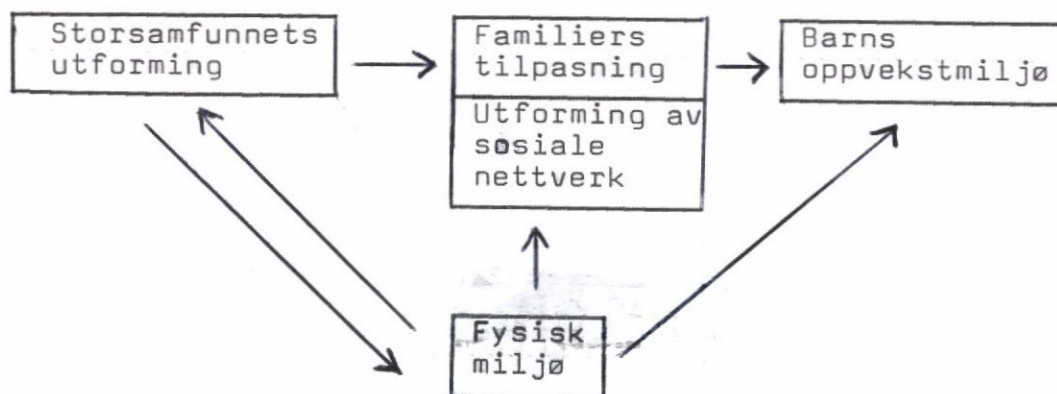 Storsamfunnets
utforming
Familiers
tilpasning
Utforming av
sosiale
nettverk
Barns
oppvekstmiljø
Fysisk
miljø